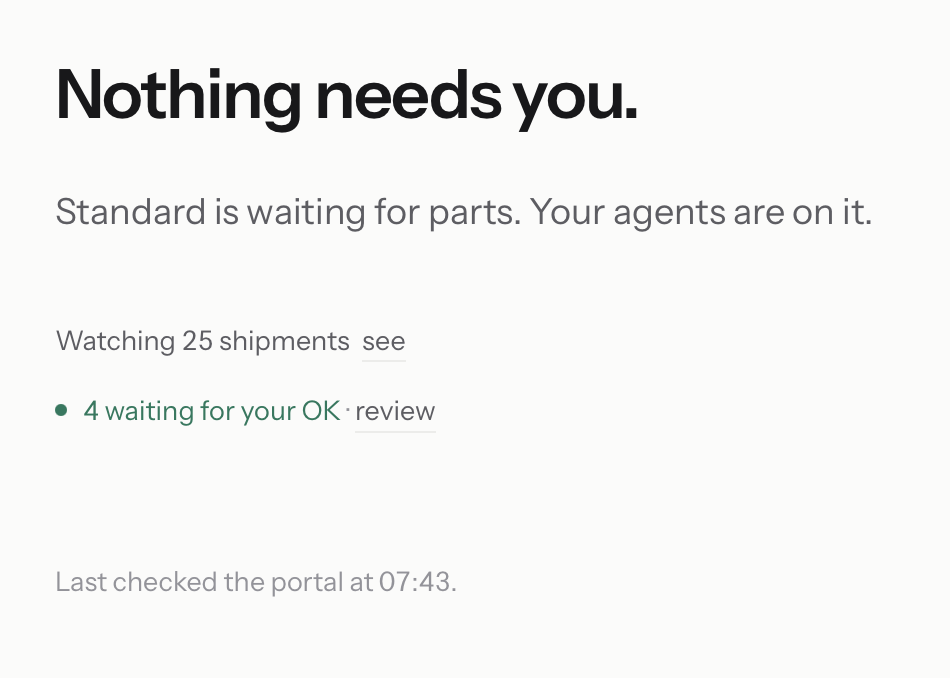 Nothing needs you.
Standard is waiting for parts. Your agents are on it.
Watching 25 shipments see
• 4 waiting for your OK · review
Last checked the portal at 07:43.